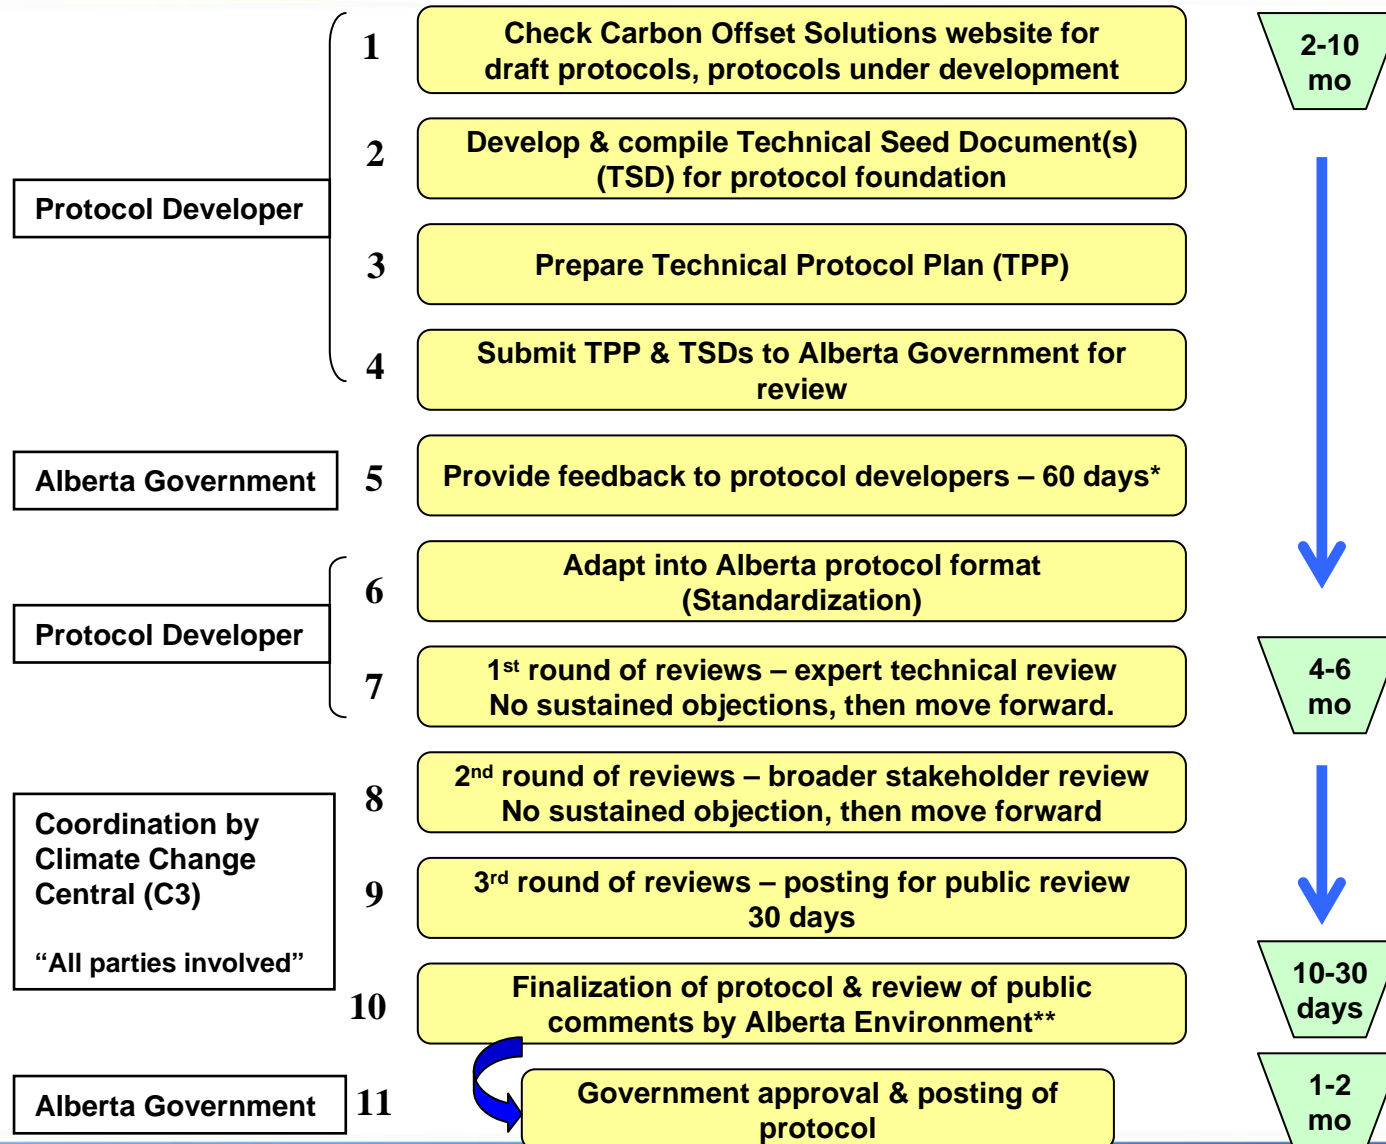 1
Check Carbon Offset Solutions website for
draft protocols, protocols under development
2-10
mo
2
Develop & compile Technical Seed Document(s)
(TSD) for protocol foundation
Protocol Developer
3
Prepare Technical Protocol Plan (TPP)
4
Submit TPP & TSDs to Alberta Government for
review
Alberta Government
5
Provide feedback to protocol developers – 60 days*
6
Adapt into Alberta protocol format
(Standardization)
Protocol Developer
7
1st round of reviews – expert technical review
No sustained objections, then move forward.
4-6
mo
8
2nd round of reviews – broader stakeholder review
No sustained objection, then move forward
Coordination by
Climate Change
Central (C3)
“All parties involved”
9
3rd round of reviews – posting for public review
30 days
10
Finalization of protocol & review of public
comments by Alberta Environment**
10-30
days
Alberta Government
11
Government approval & posting of
protocol
1-2
mo